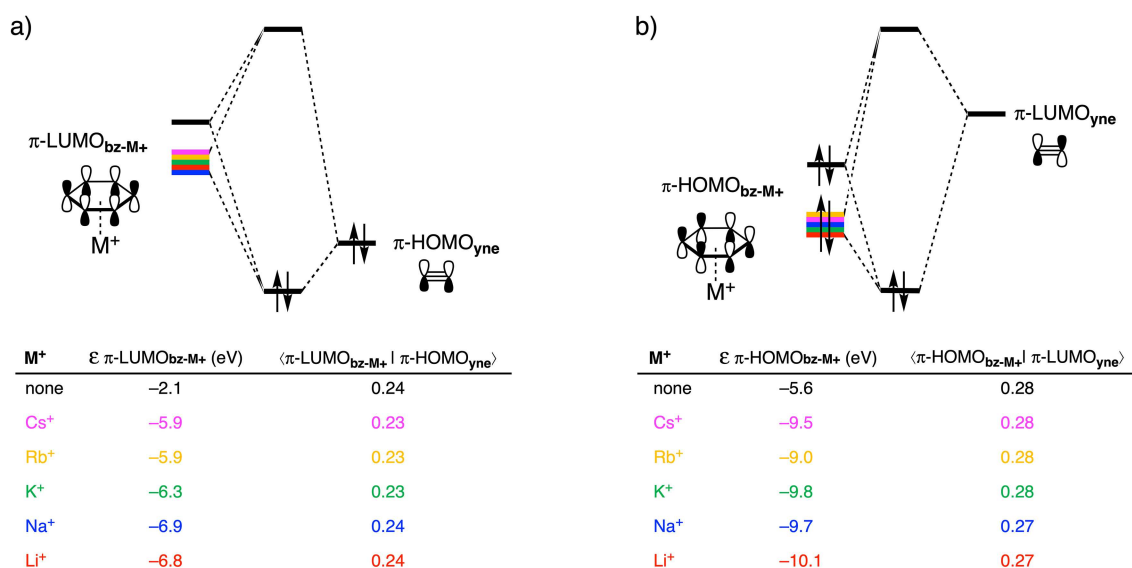 a)
π-LUMObz-M+
M+
π-HOMOyne
M+ ε π-LUMObz-M+ (eV) ⟨π-LUMObz-M+ | π-HOMOyne⟩
none –2.1 0.24
Cs+ –5.9 0.23
Rb+ –5.9 0.23
K+ –6.3 0.23
Na+ –6.9 0.24
Li+ –6.8 0.24
b)
π-LUMOyne
π-HOMObz-M+
M+
M+ ε π-HOMObz-M+ (eV) ⟨π-HOMObz-M+| π-LUMOyne⟩
none –5.6 0.28
Cs+ –9.5 0.28
Rb+ –9.0 0.28
K+ –9.8 0.28
Na+ –9.7 0.27
Li+ –10.1 0.27